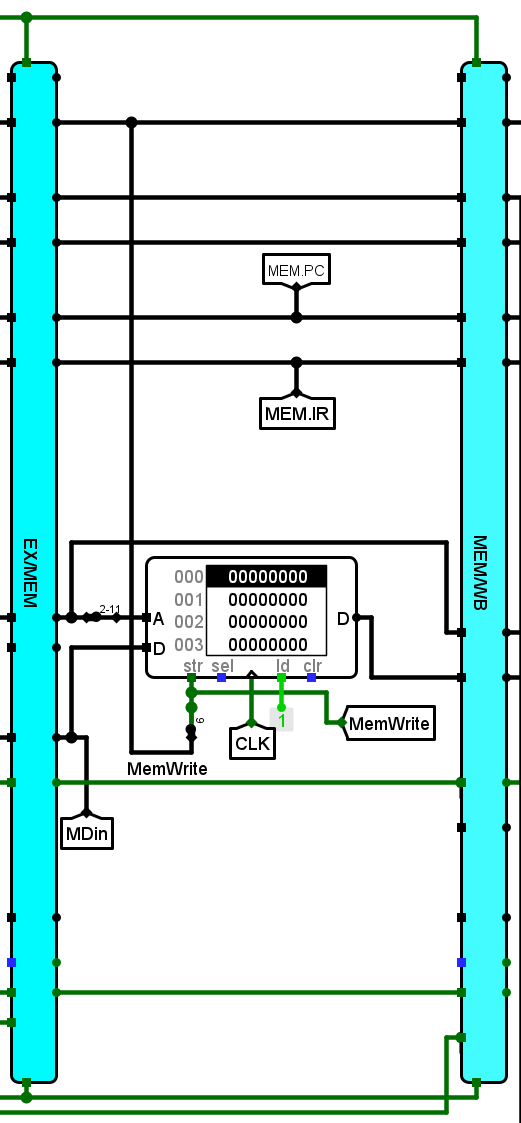 MEM.PC
MEM.IR
EX/MEM
MEM/WB
2-11
000 00000000
001 00000000
002 00000000
003 00000000
A
D
D
str sel ld clr
6
1
MemWrite
CLK
MemWrite
MDin